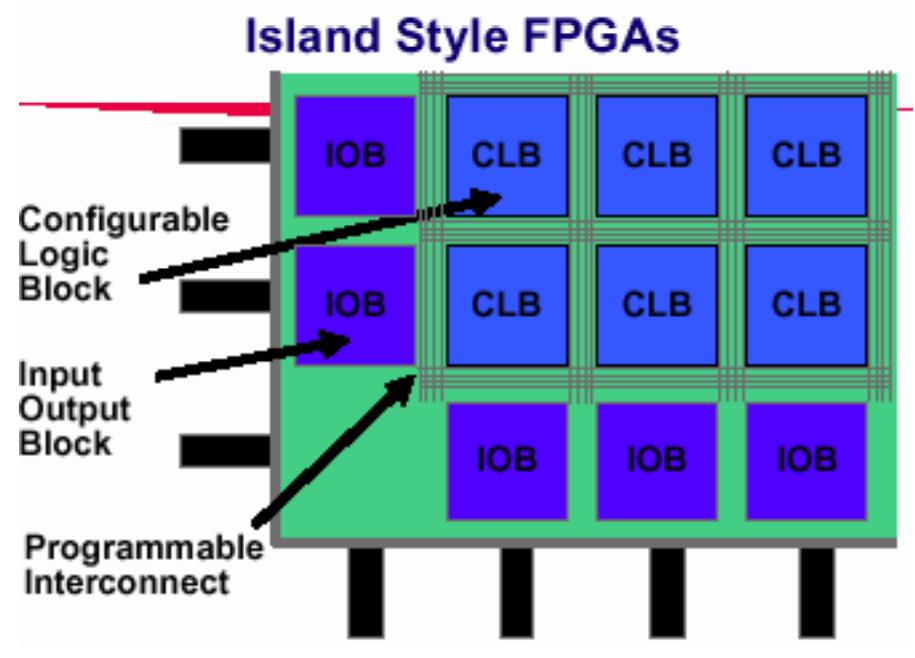 Island Style FPGAs
IOB CLB CLB CLB
Configurable
Logic
Block
IOB CLB CLB CLB
Input
Output
Block
IOB IOB IOB
Programmable
Interconnect